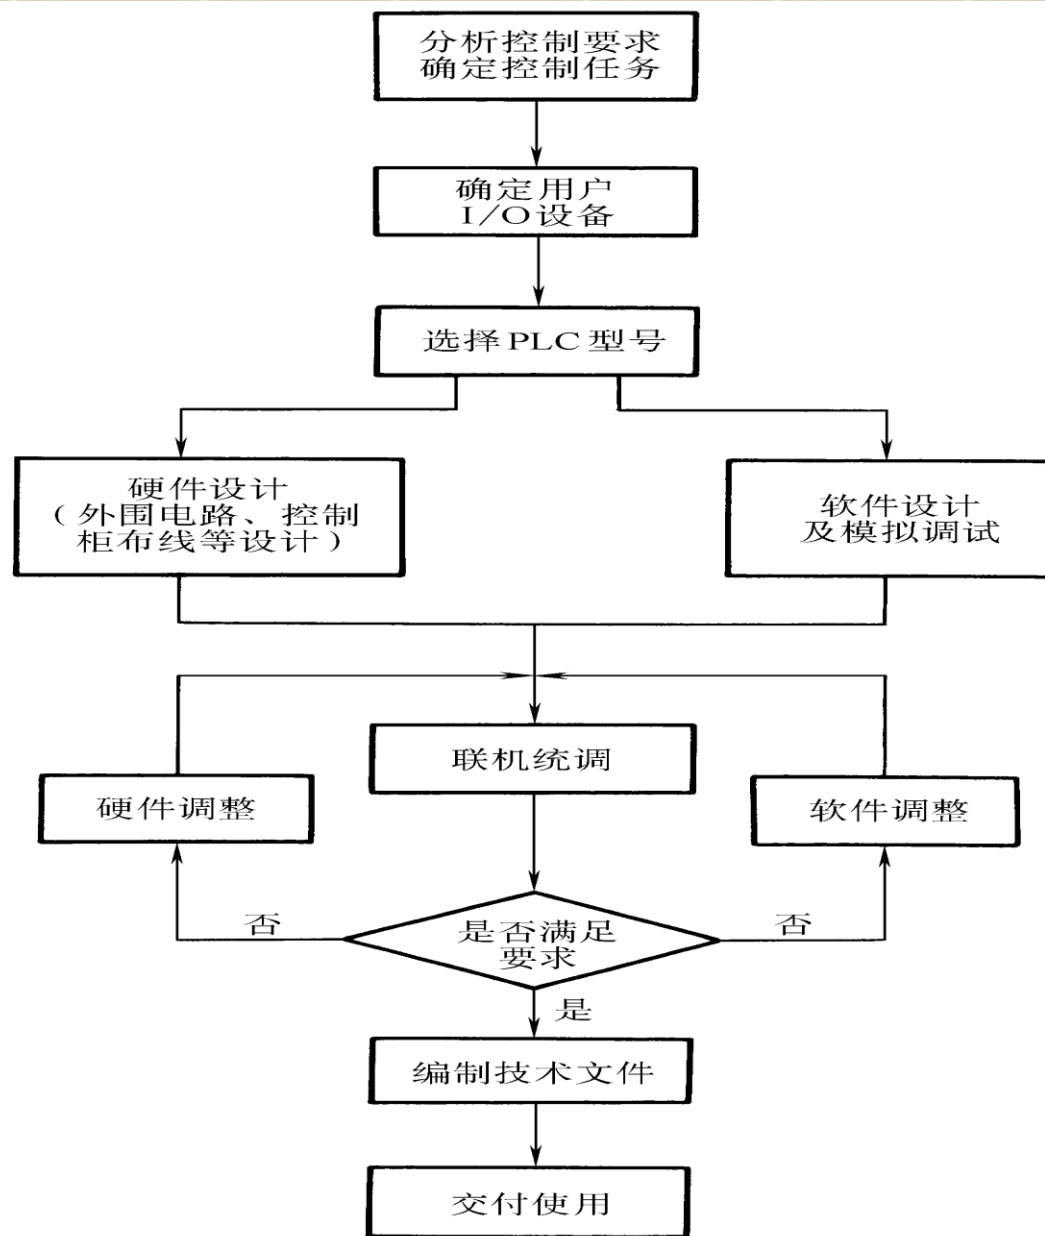 分析控制要求
确定控制任务
确定用户
I/O设备
选择PLC型号
硬件设计
(外围电路、控制
柜布线等设计)
软件设计
及模拟调试
联机统调
硬件调整
软件调整
否
是否满足
要求
否
是
编制技术文件
交付使用